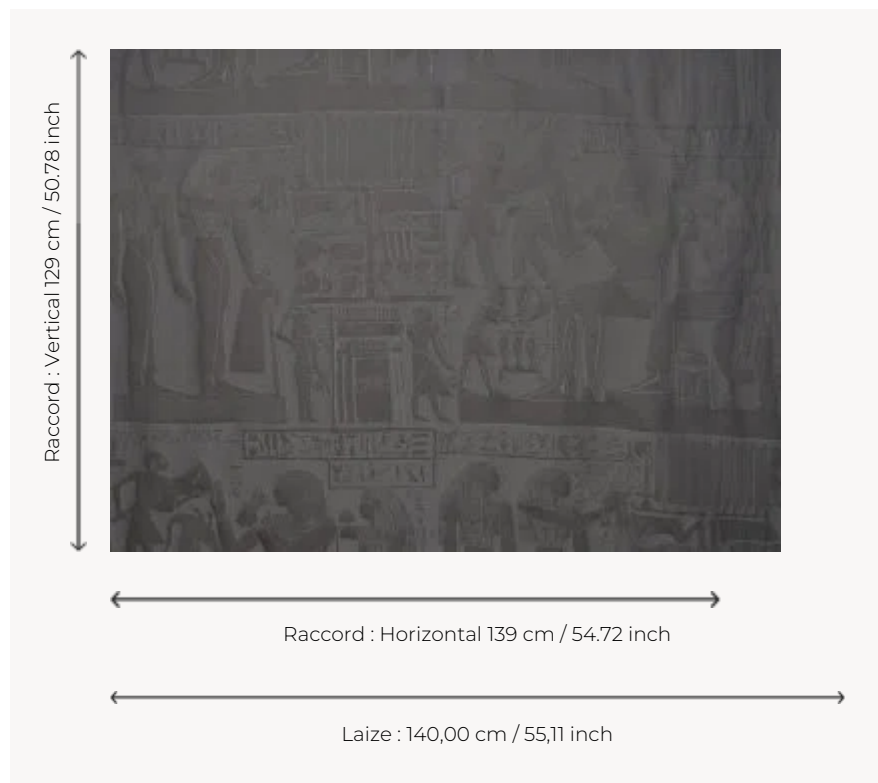 Raccord : Vertical 129 cm / 50.78 inch
Raccord : Horizontal 139 cm / 54.72 inch
Laize : 140,00 cm / 55,11 inch